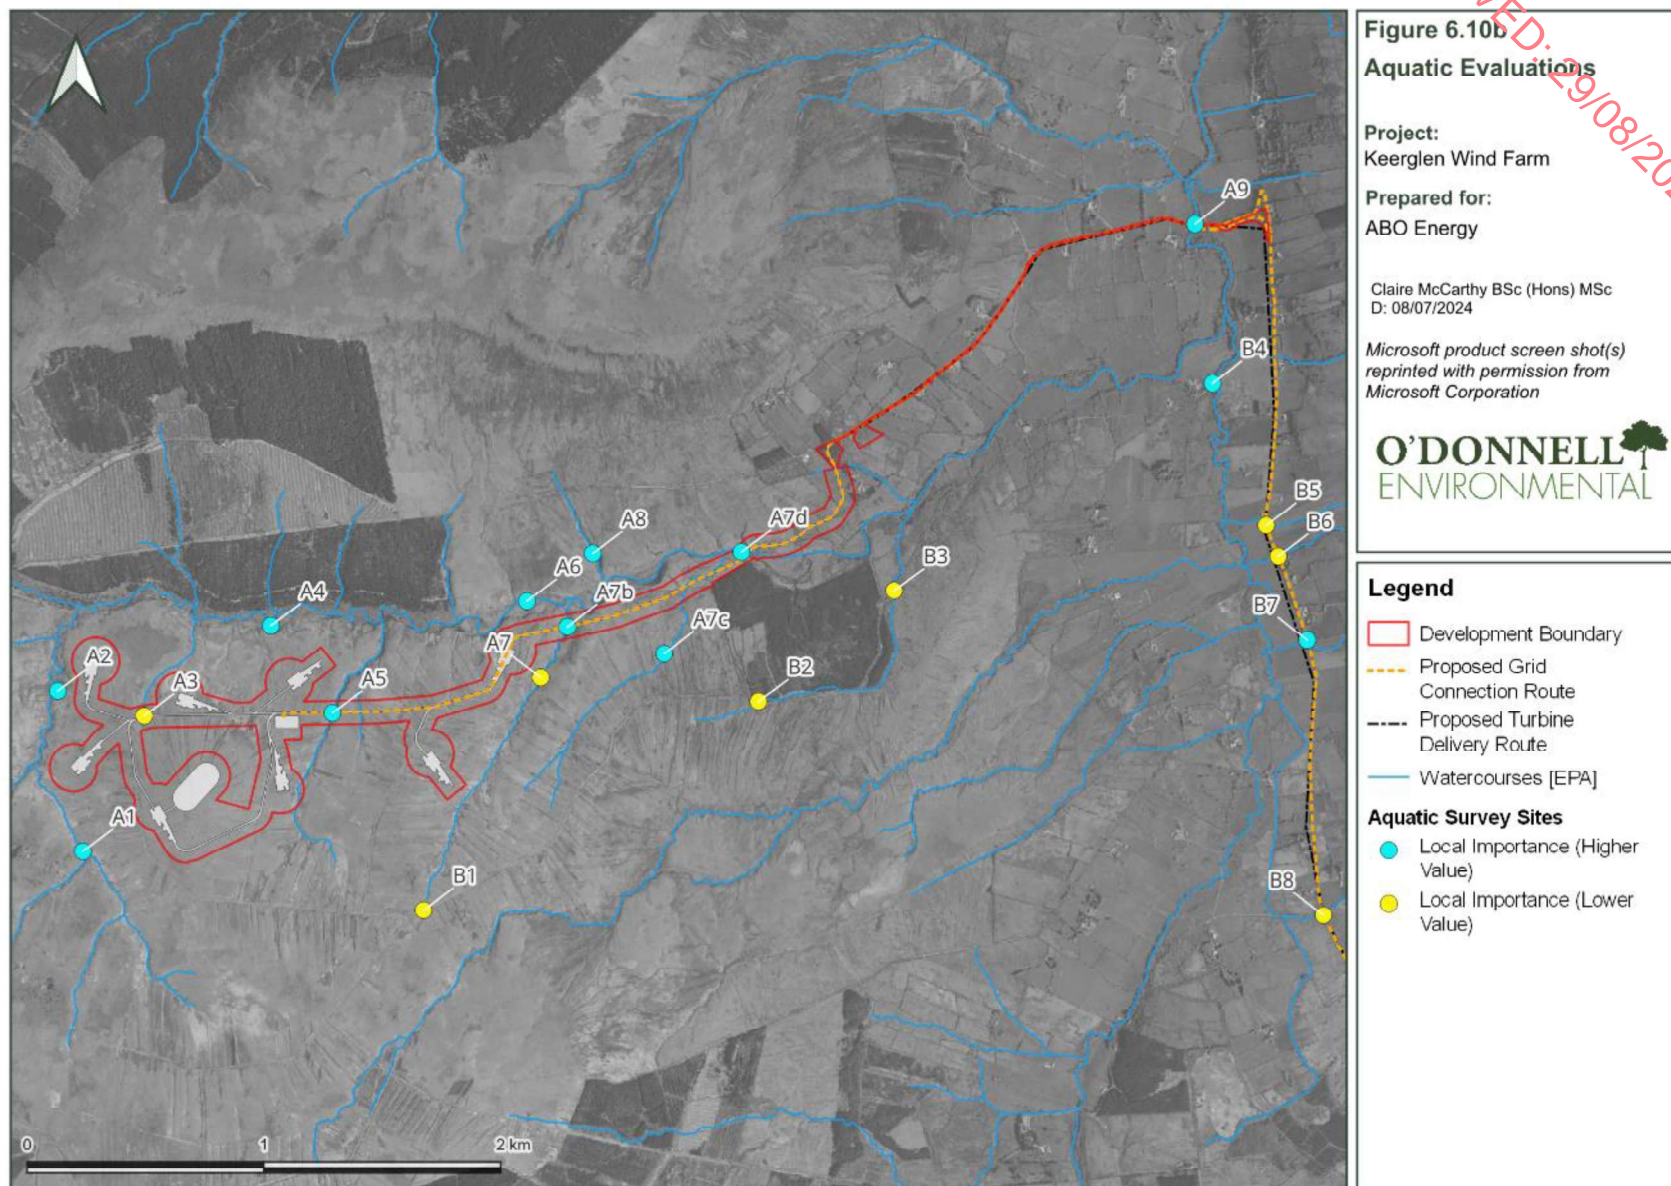 A9
B4
B5
B6
A7d
A8
B3
A6
A7b
A4
B7
A7c
A7
A2
B2
A3
A5
A1
B1
B8
0 1 2 km
Figure 6.10b
Aquatic Evaluations
Project:
Keerglen Wind Farm
Prepared for:
ABO Energy
Claire McCarthy BSc (Hons) MSc
D: 08/07/2024
Microsoft product screen shot(s)
reprinted with permission from
Microsoft Corporation
O'DONNELL
ENVIRONMENTAL
Legend
Development Boundary
Proposed Grid
Connection Route
Proposed Turbine
Delivery Route
Watercourses [EPA]
Aquatic Survey Sites
Local Importance (Higher
Value)
Local Importance (Lower
Value)